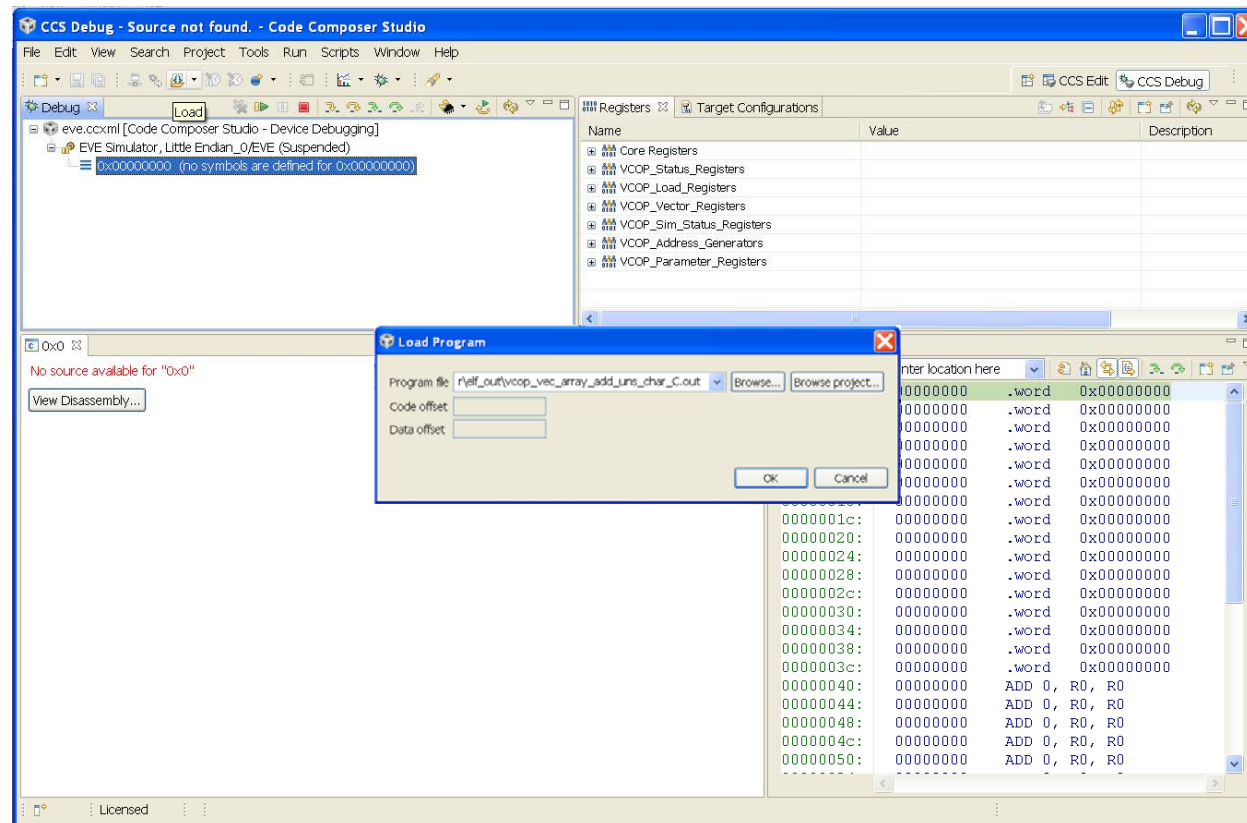 CCS Debug - Source not found. - Code Composer Studio
File Edit View Search Project Tools Run Scripts Window Help
CCS Edit CCS Debug
Debug
Load
eve.ccxml [Code Composer Studio - Device Debugging]
EVE Simulator, Little Endian_0/EVE (Suspended)
0x00000000 (no symbols are defined for 0x00000000)
Registers Target Configurations
Name Value Description
Core Registers
VCOP_Status_Registers
VCOP_Load_Registers
VCOP_Vector_Registers
VCOP_Sim_Status_Registers
VCOP_Address_Generators
VCOP_Parameter_Registers
0x0
No source available for "0x0"
View Disassembly...
Load Program
Program file r\elf_out\vcop_vec_array_add_uns_char_C.out Browse... Browse project...
Code offset
Data offset
OK Cancel
nter location here
00000000 .word 0x00000000
00000000 .word 0x00000000
00000000 .word 0x00000000
00000000 .word 0x00000000
00000000 .word 0x00000000
00000000 .word 0x00000000
00000000 .word 0x00000000
0000001c: 00000000 .word 0x00000000
00000020: 00000000 .word 0x00000000
00000024: 00000000 .word 0x00000000
00000028: 00000000 .word 0x00000000
0000002c: 00000000 .word 0x00000000
00000030: 00000000 .word 0x00000000
00000034: 00000000 .word 0x00000000
00000038: 00000000 .word 0x00000000
0000003c: 00000000 .word 0x00000000
00000040: 00000000 ADD 0, R0, R0
00000044: 00000000 ADD 0, R0, R0
00000048: 00000000 ADD 0, R0, R0
0000004c: 00000000 ADD 0, R0, R0
00000050: 00000000 ADD 0, R0, R0
Licensed